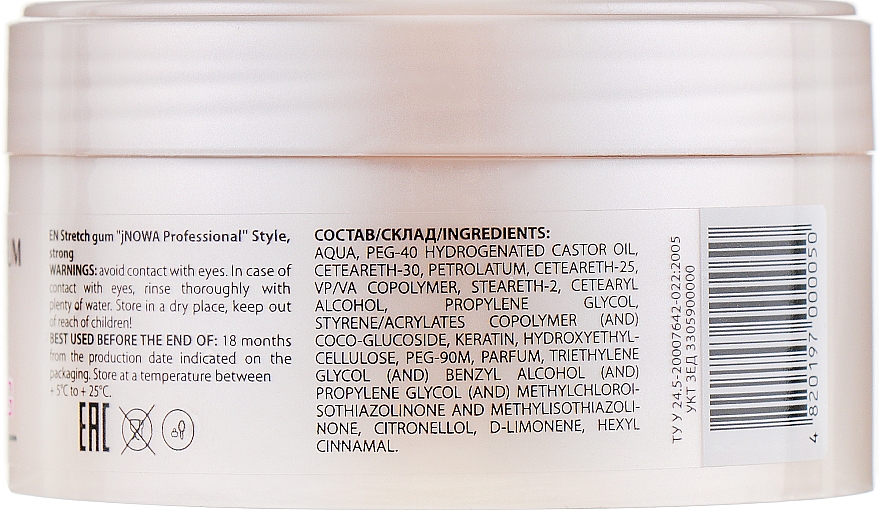 M
EN Stretch gum "jNOWA Professional" Style,
strong
WARNINGS: avoid contact with eyes. In case of
contact with eyes, rinse thoroughly with
plenty of water. Store in a dry place, keep out
of reach of children!
BEST USED BEFORE THE END OF: 18 months
from the production date indicated on the
packaging. Store at a temperature between
+ 5°C to + 25°C.
EAC
СОСТАВ/СКЛАД/INGREDIENTS:
AQUA, PEG-40 HYDROGENATED CASTOR OIL,
CETEARETH-30, PETROLATUM, CETEARETH-25,
VP/VA COPOLYMER, STEARETH-2, CETEARYL
ALCOHOL, PROPYLENE GLYCOL,
STYRENE/ACRYLATES COPOLYMER (AND)
COCO-GLUCOSIDE, KERATIN, HYDROXYETHYL-
CELLULOSE, PEG-90M, PARFUM, TRIETHYLENE
GLYCOL (AND) BENZYL ALCOHOL (AND)
PROPYLENE GLYCOL (AND) METHYLCHLOROI-
SOTHIAZOLINONE AND METHYLISOTHIAZOLI-
NONE, CITRONELLOL, D-LIMONENE, HEXYL
CINNAMAL.
ТУ У 24.5-20007642-022:2005
УКТ ЗЕД 3305900000
4 820197 000050